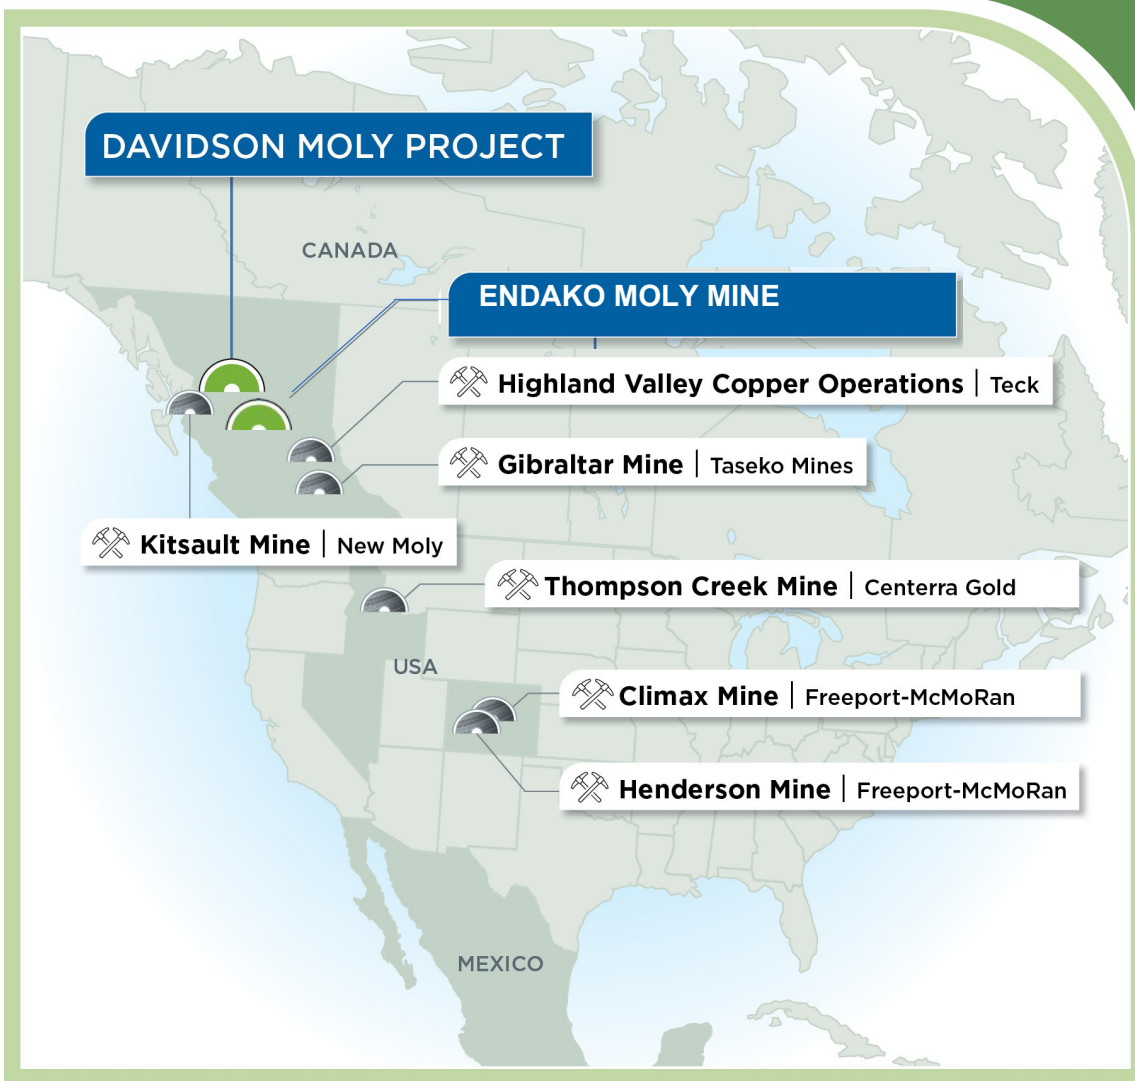 DAVIDSON MOLY PROJECT
CANADA
ENDAKO MOLY MINE
Highland Valley Copper Operations | Teck
Gibraltar Mine | Taseko Mines
Kitsault Mine | New Moly
Thompson Creek Mine | Centerra Gold
USA
Climax Mine | Freeport-McMoRan
Henderson Mine | Freeport-McMoRan
MEXICO